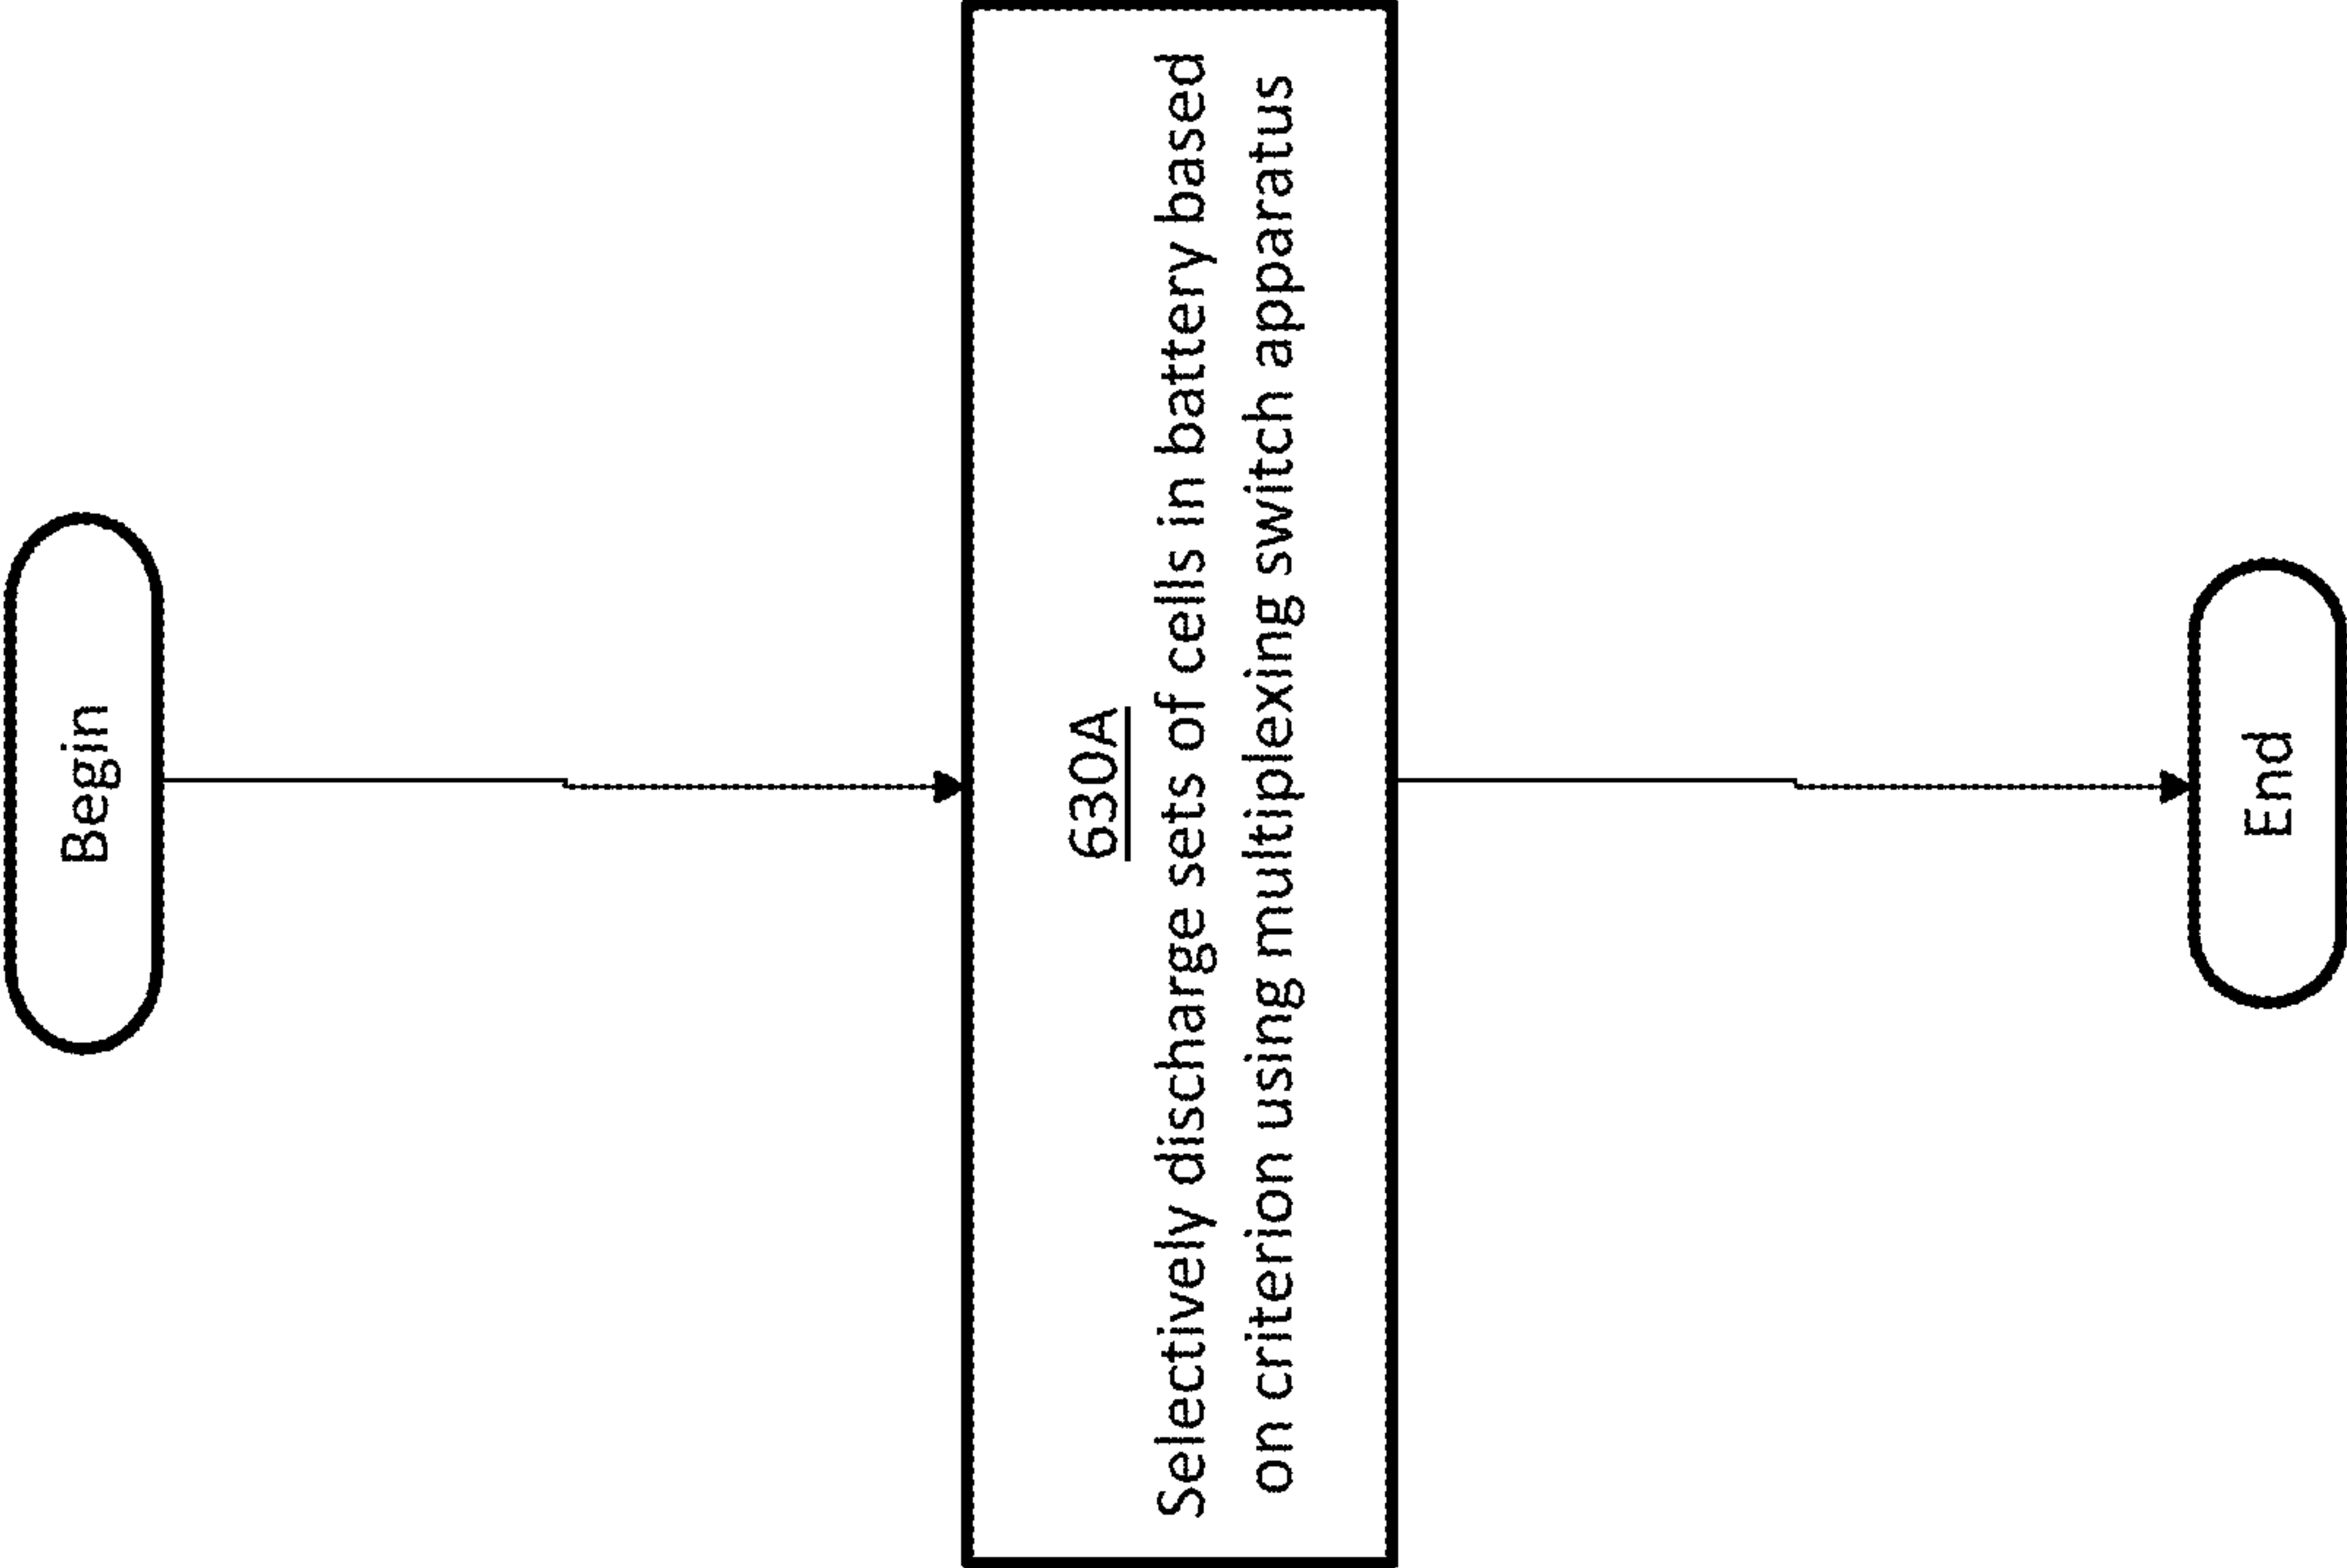 Begin
630A
Selectively discharge sets of cells in battery based
on criterion using multiplexing switch apparatus
End